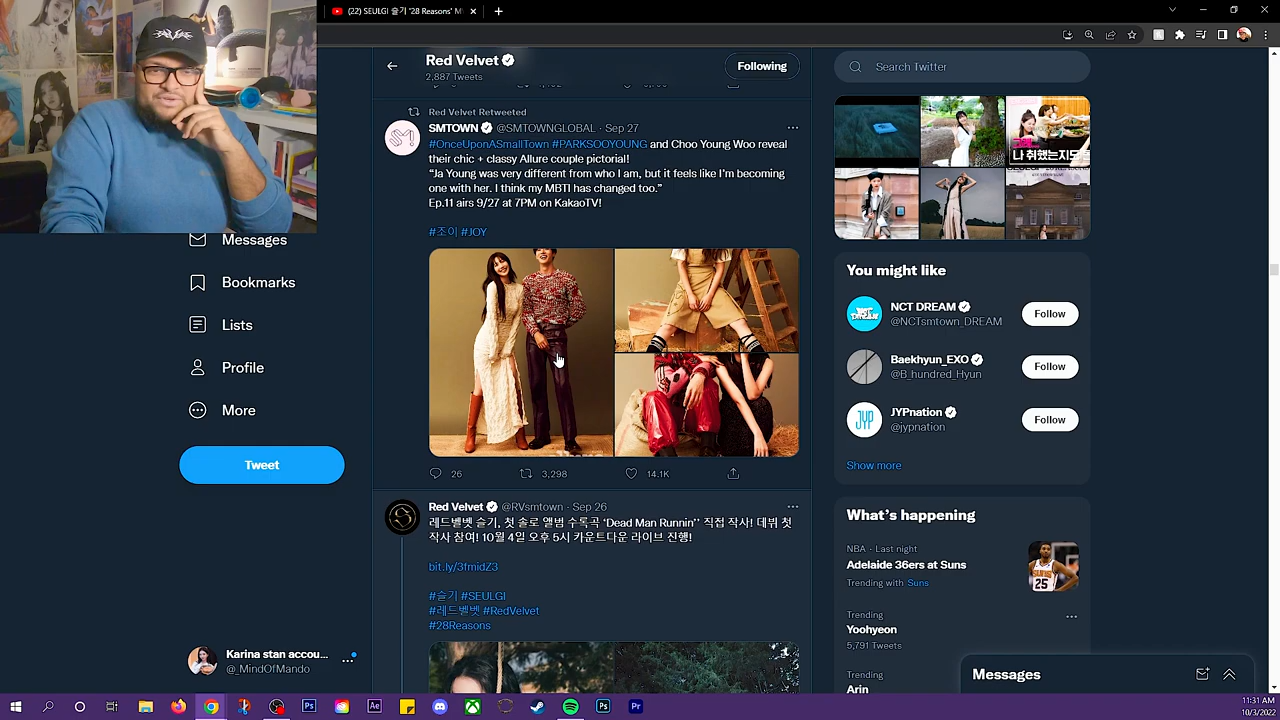 (22) SEULGI 슬기 '28 Reasons' M
Red Velvet
2,887 Tweets
Following
Search Twitter
Red Velvet Retweeted
SMTOWN @SMTOWNGLOBAL · Sep 27
#OnceUponASmallTown #PARKSOOYOUNG and Choo Young Woo reveal
their chic + classy Allure couple pictorial!
“Ja Young was very different from who I am, but it feels like I'm becoming
one with her. I think my MBTI has changed too.”
Ep.11 airs 9/27 at 7PM on KakaoTV!
#조이 #JOY
26
3,298
14.1K
Red Velvet @RVsmtown · Sep 26
레드벨벳 슬기, 첫 솔로 앨범 수록곡 ‘Dead Man Runnin’’ 직접 작사! 데뷔 첫
작사 참여! 10월 4일 오후 5시 카운트다운 라이브 진행!
bit.ly/3fmidZ3
#슬기 #SEULGI
#레드벨벳 #RedVelvet
#28Reasons
Messages
Bookmarks
Lists
Profile
More
Tweet
Karina stan accou...
@_MindOfMando
나 취했는지도
You might like
NCT DREAM
@NCTsmtown_DREAM
Follow
Baekhyun_EXO
@B_hundred_Hyun
Follow
JYPnation
@jypnation
Follow
Show more
What's happening
NBA · Last night
Adelaide 36ers at Suns
Trending with Suns
SUNS
25
Trending
Yoohyeon
5,791 Tweets
Trending
Arin
Messages
11:31 AM
10/3/2022